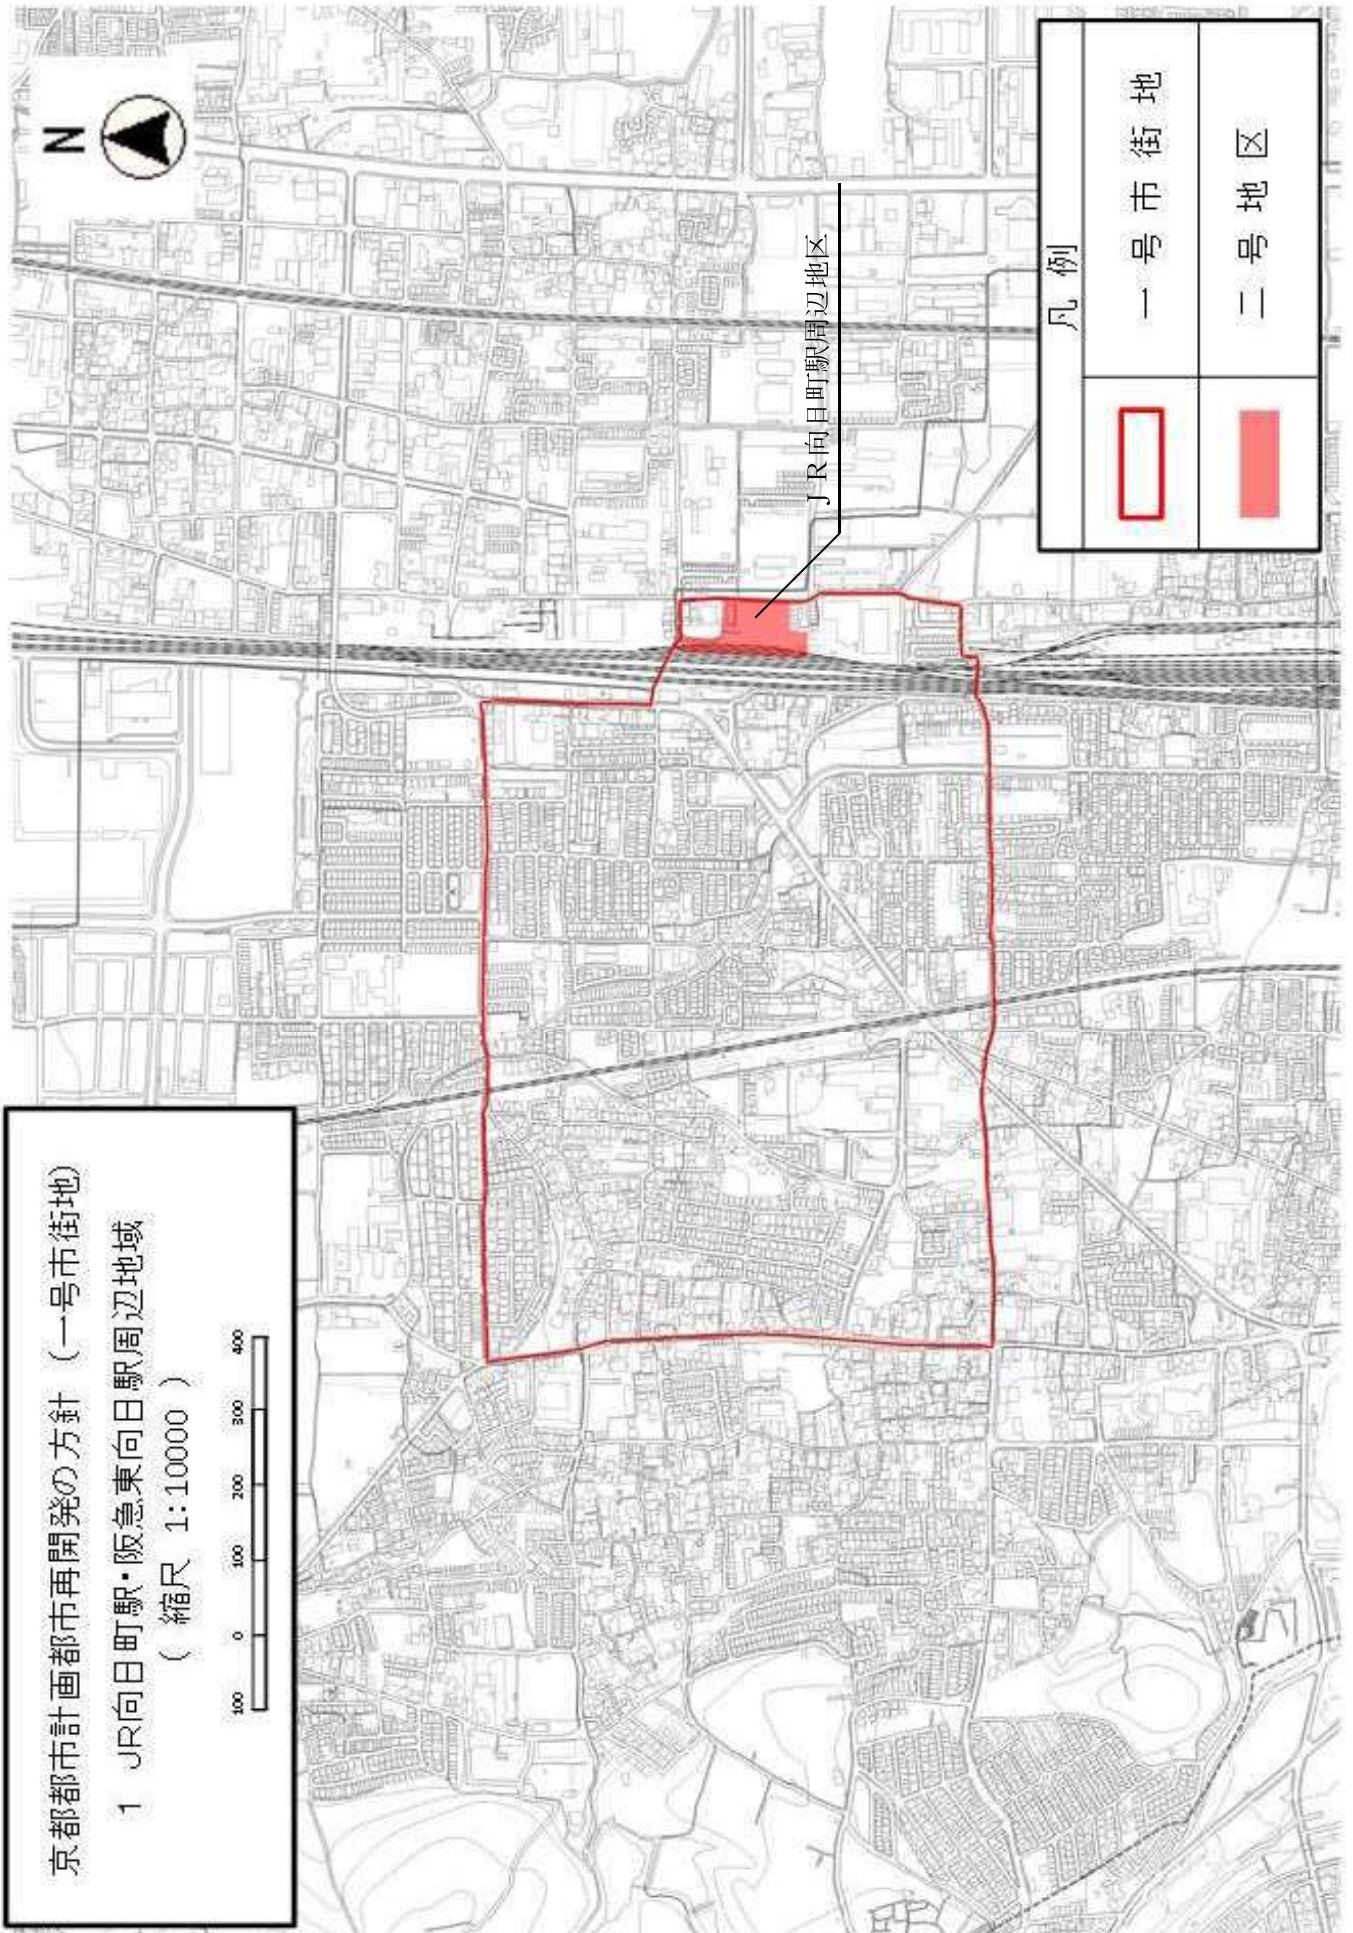 京都都市計画都市再開発の方針（一号市街地）
1 JR向日町駅・阪急東向日駅周辺地域
（ 縮尺 1:10000 ）
100 0 100 200 300 400
N
JR向日町駅周辺地区
凡例
一号市街地
二号地区